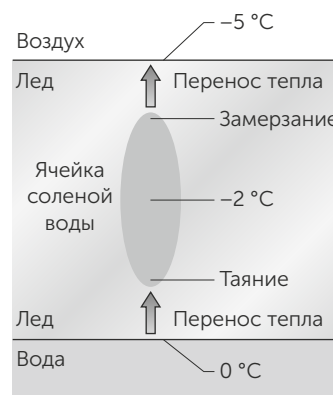 –5 °C
Воздух
Лед
Перенос тепла
Замерзание
Ячейка
соленой
воды
–2 °C
Таяние
Лед
Перенос тепла
Вода
0 °C